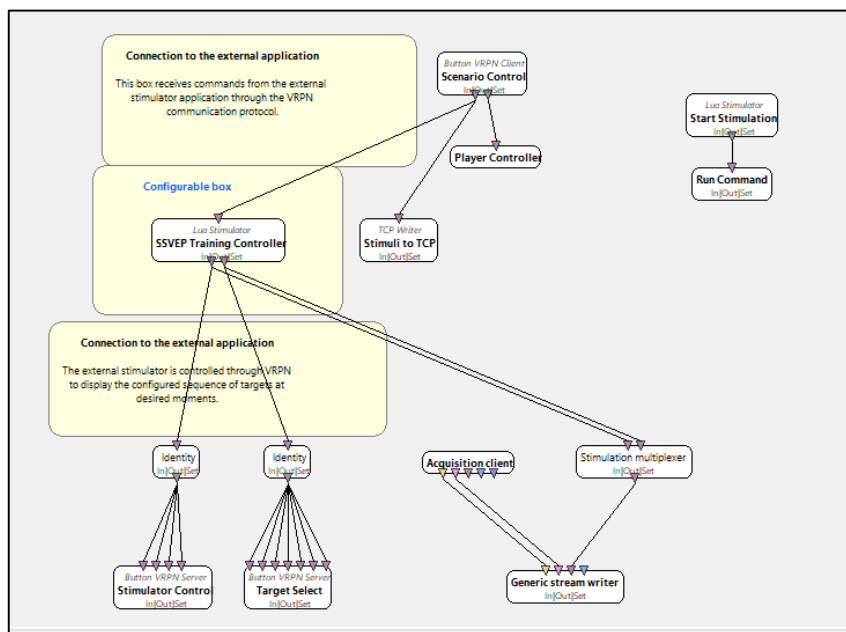 Connection to the external application
This box receives commands from the external
stimulator application through the VRPN
communication protocol.
Button VRPN Client
Scenario Control
In|Out|Set
Lua Stimulator
Start Stimulation
In|Out|Set
Player Controller
Run Command
In|Out|Set
Configurable box
Lua Stimulator
SSVEP Training Controller
In|Out|Set
TCP Writer
Stimuli to TCP
In|Out|Set
Connection to the external application
The external stimulator is controlled through VRPN
to display the configured sequence of targets at
desired moments.
Identity
In|Out|Set
Identity
In|Out|Set
Acquisition client
Stimulation multiplexer
In|Out|Set
Button VRPN Server
Stimulator Control
In|Out|Set
Button VRPN Server
Target Select
In|Out|Set
Generic stream writer
In|Out|Set